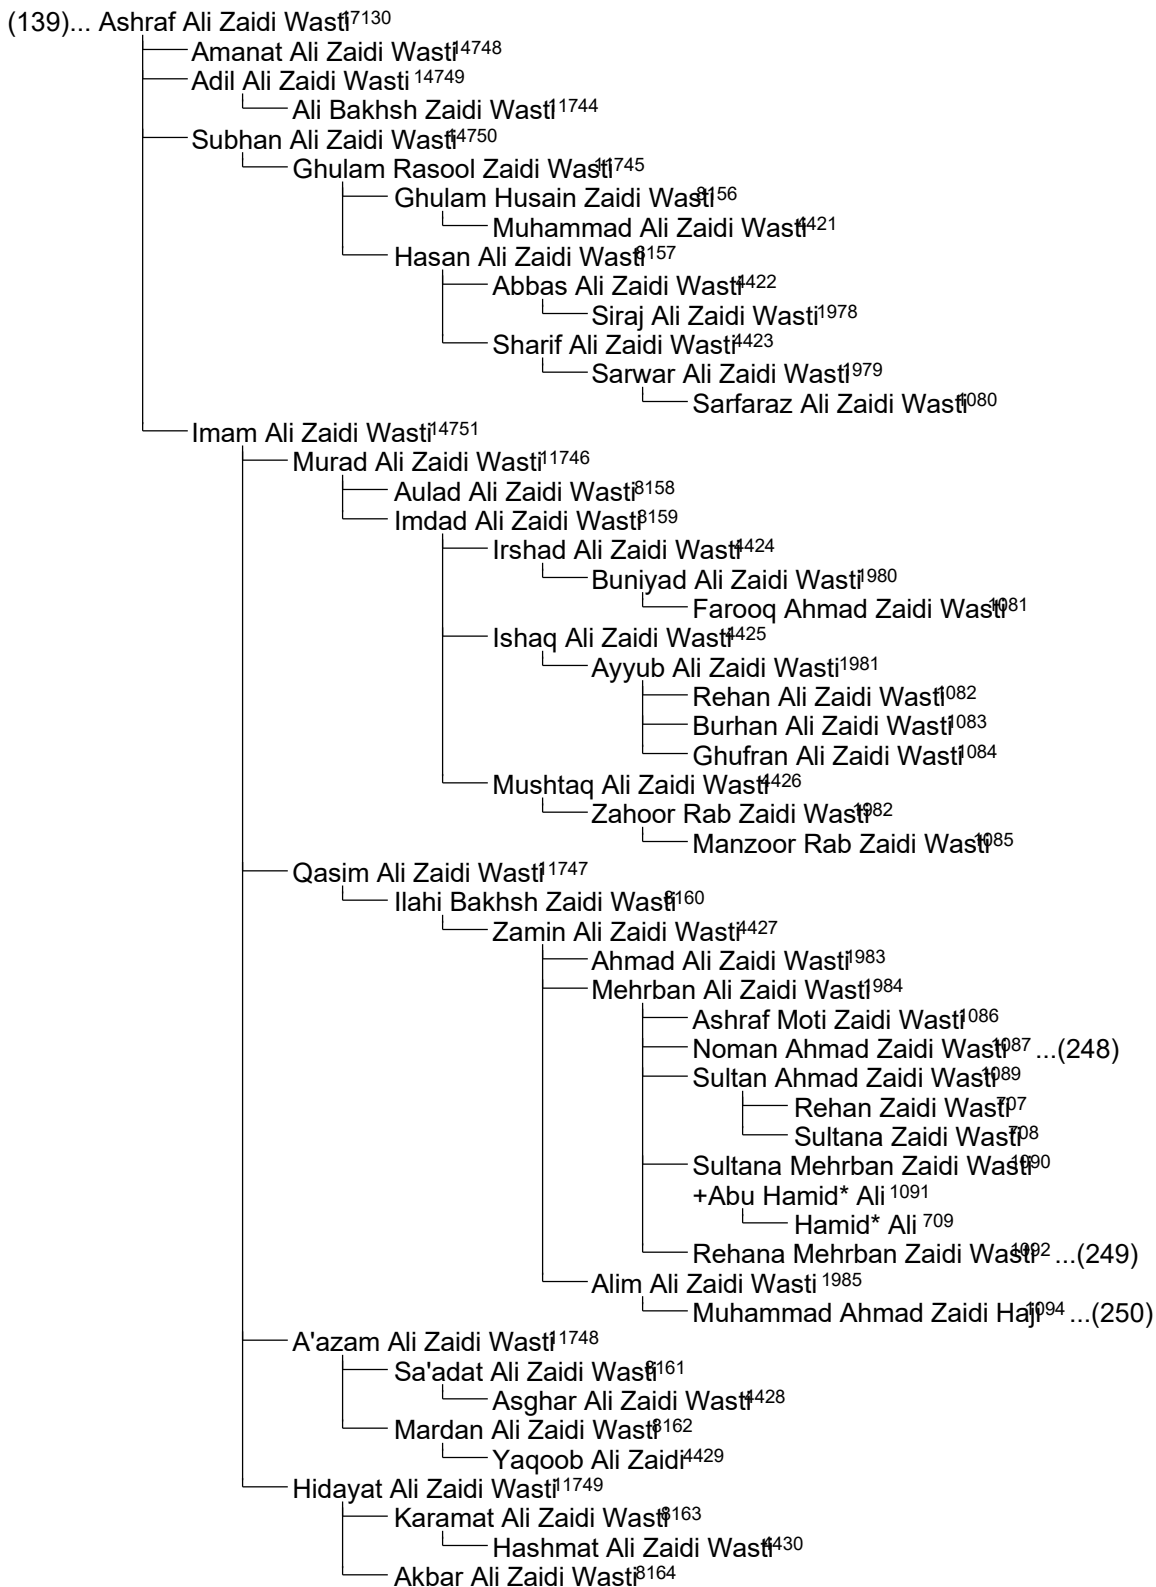 (139)... Ashraf Ali Zaidi Wasti17130
Amanat Ali Zaidi Wasti14748
Adil Ali Zaidi Wasti 14749
Ali Bakhsh Zaidi Wasti11744
Subhan Ali Zaidi Wasti14750
Ghulam Rasool Zaidi Wasti11745
Ghulam Husain Zaidi Wasti8156
Muhammad Ali Zaidi Wasti4421
Hasan Ali Zaidi Wasti8157
Abbas Ali Zaidi Wasti4422
Siraj Ali Zaidi Wasti1978
Sharif Ali Zaidi Wasti4423
Sarwar Ali Zaidi Wasti1979
Sarfaraz Ali Zaidi Wasti1080
Imam Ali Zaidi Wasti14751
Murad Ali Zaidi Wasti11746
Aulad Ali Zaidi Wasti8158
Imdad Ali Zaidi Wasti8159
Irshad Ali Zaidi Wasti4424
Buniyad Ali Zaidi Wasti1980
Farooq Ahmad Zaidi Wasti1081
Ishaq Ali Zaidi Wasti4425
Ayyub Ali Zaidi Wasti1981
Rehan Ali Zaidi Wasti1082
Burhan Ali Zaidi Wasti1083
Ghufran Ali Zaidi Wasti1084
Mushtaq Ali Zaidi Wasti4426
Zahoor Rab Zaidi Wasti1982
Manzoor Rab Zaidi Wasti1085
Qasim Ali Zaidi Wasti11747
Ilahi Bakhsh Zaidi Wasti8160
Zamin Ali Zaidi Wasti4427
Ahmad Ali Zaidi Wasti1983
Mehrban Ali Zaidi Wasti1984
Ashraf Moti Zaidi Wasti1086
Noman Ahmad Zaidi Wasti1087 ...(248)
Sultan Ahmad Zaidi Wasti1089
Rehan Zaidi Wasti707
Sultana Zaidi Wasti708
Sultana Mehrban Zaidi Wasti1090
+Abu Hamid* Ali 1091
Hamid* Ali 709
Rehana Mehrban Zaidi Wasti1092 ...(249)
Alim Ali Zaidi Wasti 1985
Muhammad Ahmad Zaidi Haji1094 ...(250)
A'azam Ali Zaidi Wasti11748
Sa'adat Ali Zaidi Wasti8161
Asghar Ali Zaidi Wasti4428
Mardan Ali Zaidi Wasti8162
Yaqoob Ali Zaidi4429
Hidayat Ali Zaidi Wasti11749
Karamat Ali Zaidi Wasti8163
Hashmat Ali Zaidi Wasti4430
Akbar Ali Zaidi Wasti8164